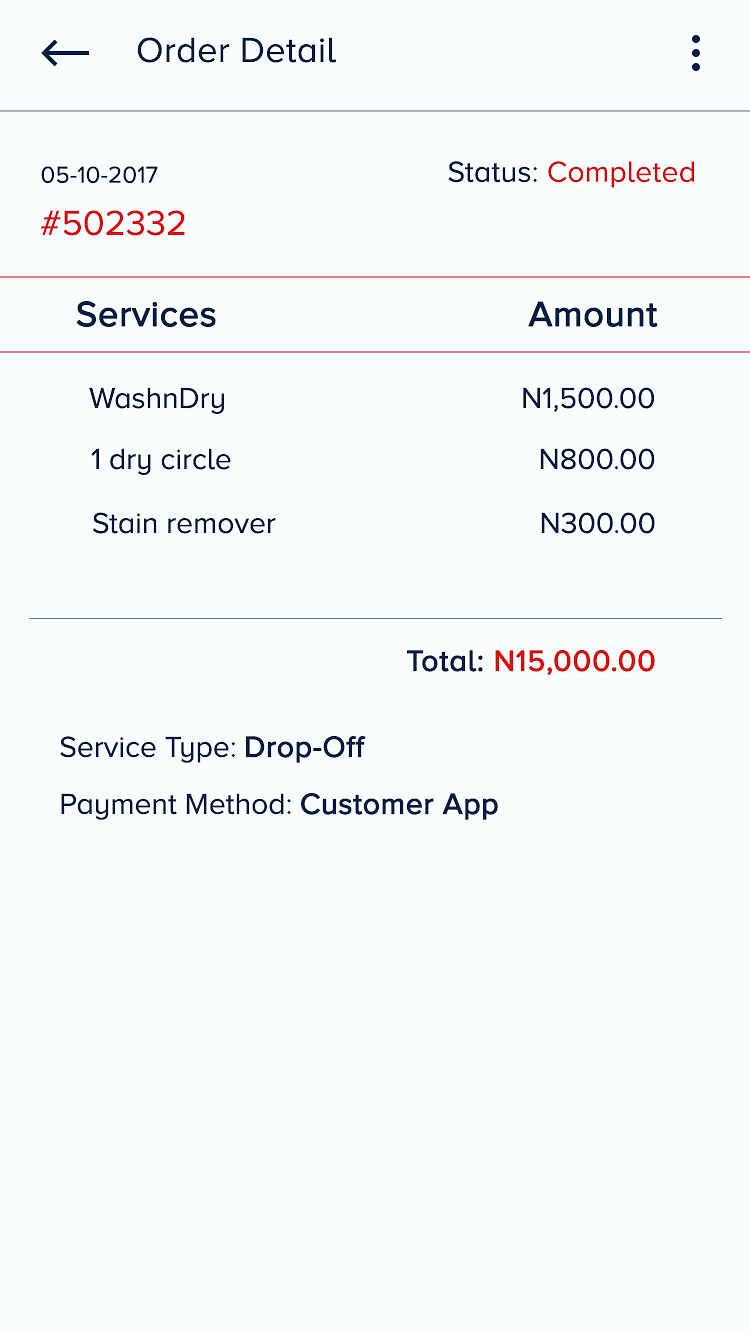 Order Detail
05-10-2017
Status: Completed
#502332
Services Amount
WashnDry N1,500.00
1 dry circle N800.00
Stain remover N300.00
Total: N15,000.00
Service Type: Drop-Off
Payment Method: Customer App